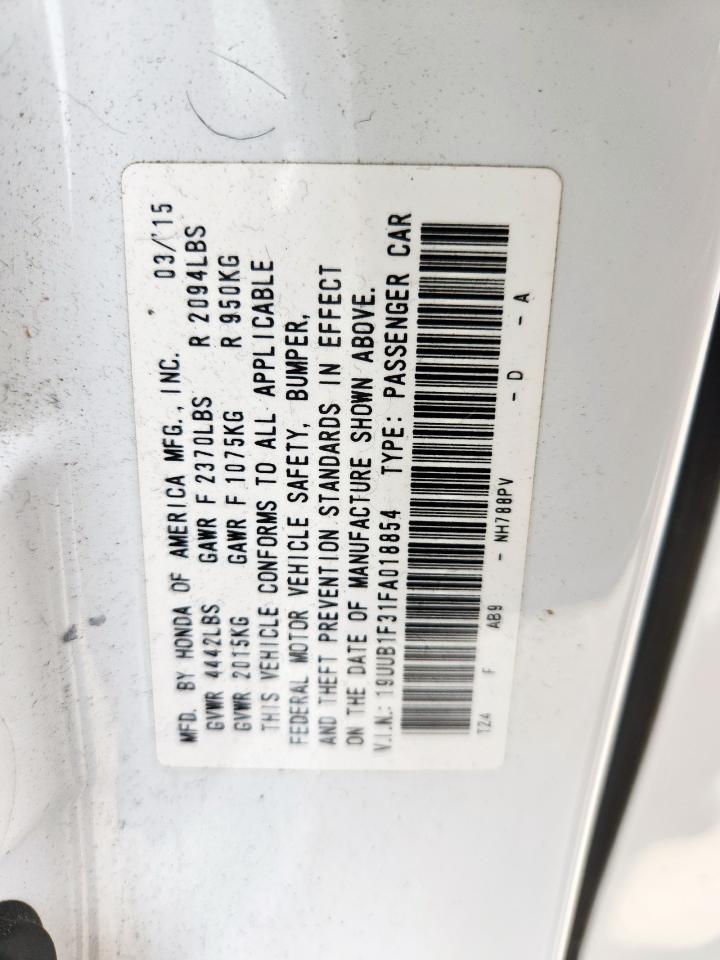 MFD. BY HONDA OF AMERICA MFG., INC. 03/'15
GVWR 4442LBS GAWR F 2370LBS R 2094LBS
GVWR 2015KG GAWR F 1075KG R 950KG
THIS VEHICLE CONFORMS TO ALL APPLICABLE
FEDERAL MOTOR VEHICLE SAFETY, BUMPER,
AND THEFT PREVENTION STANDARDS IN EFFECT
ON THE DATE OF MANUFACTURE SHOWN ABOVE.
V.I.N.: 19UUB1F31FA018854 TYPE: PASSENGER CAR
TZ4 F AB9 - NH788PV - D - A